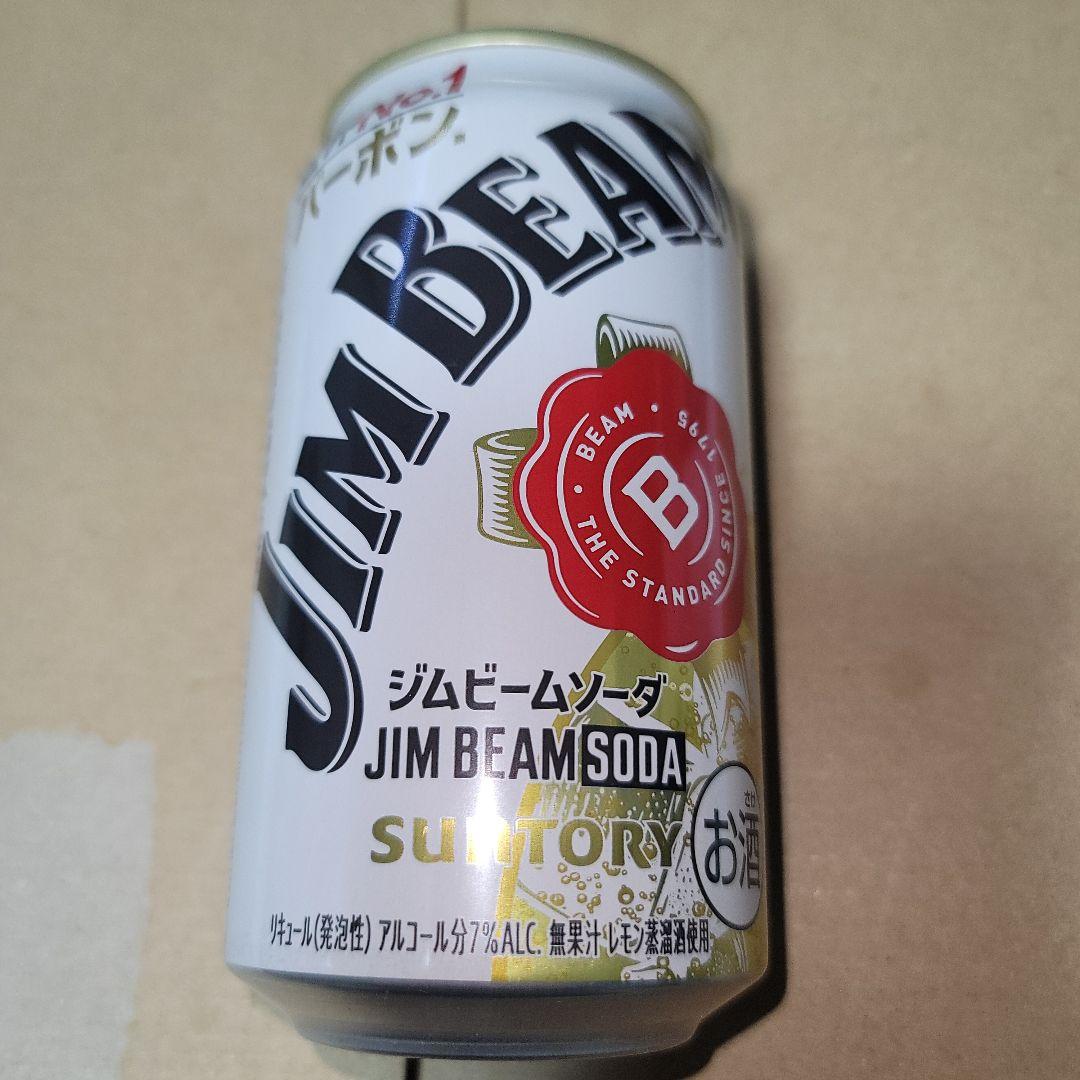 No.1
ーボン
JIM BEAM
BEAM • THE STANDARD SINCE 1795 •
B
ジムビームソーダ
JIM BEAM SODA
SUNTORY
さけ
お酒
リキュール(発泡性) アルコール分7%ALC. 無果汁 レモン蒸溜酒使用